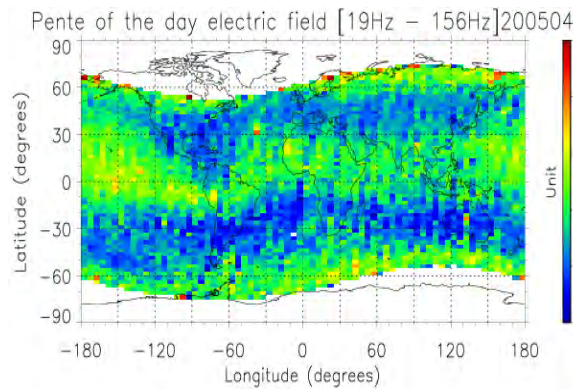 Pente of the day electric field [19Hz - 156Hz]200504
90
60
30
0
-30
-60
-90
Latitude (degrees)
-180 -120 -60 0 60 120 180
Longitude (degrees)
Unit